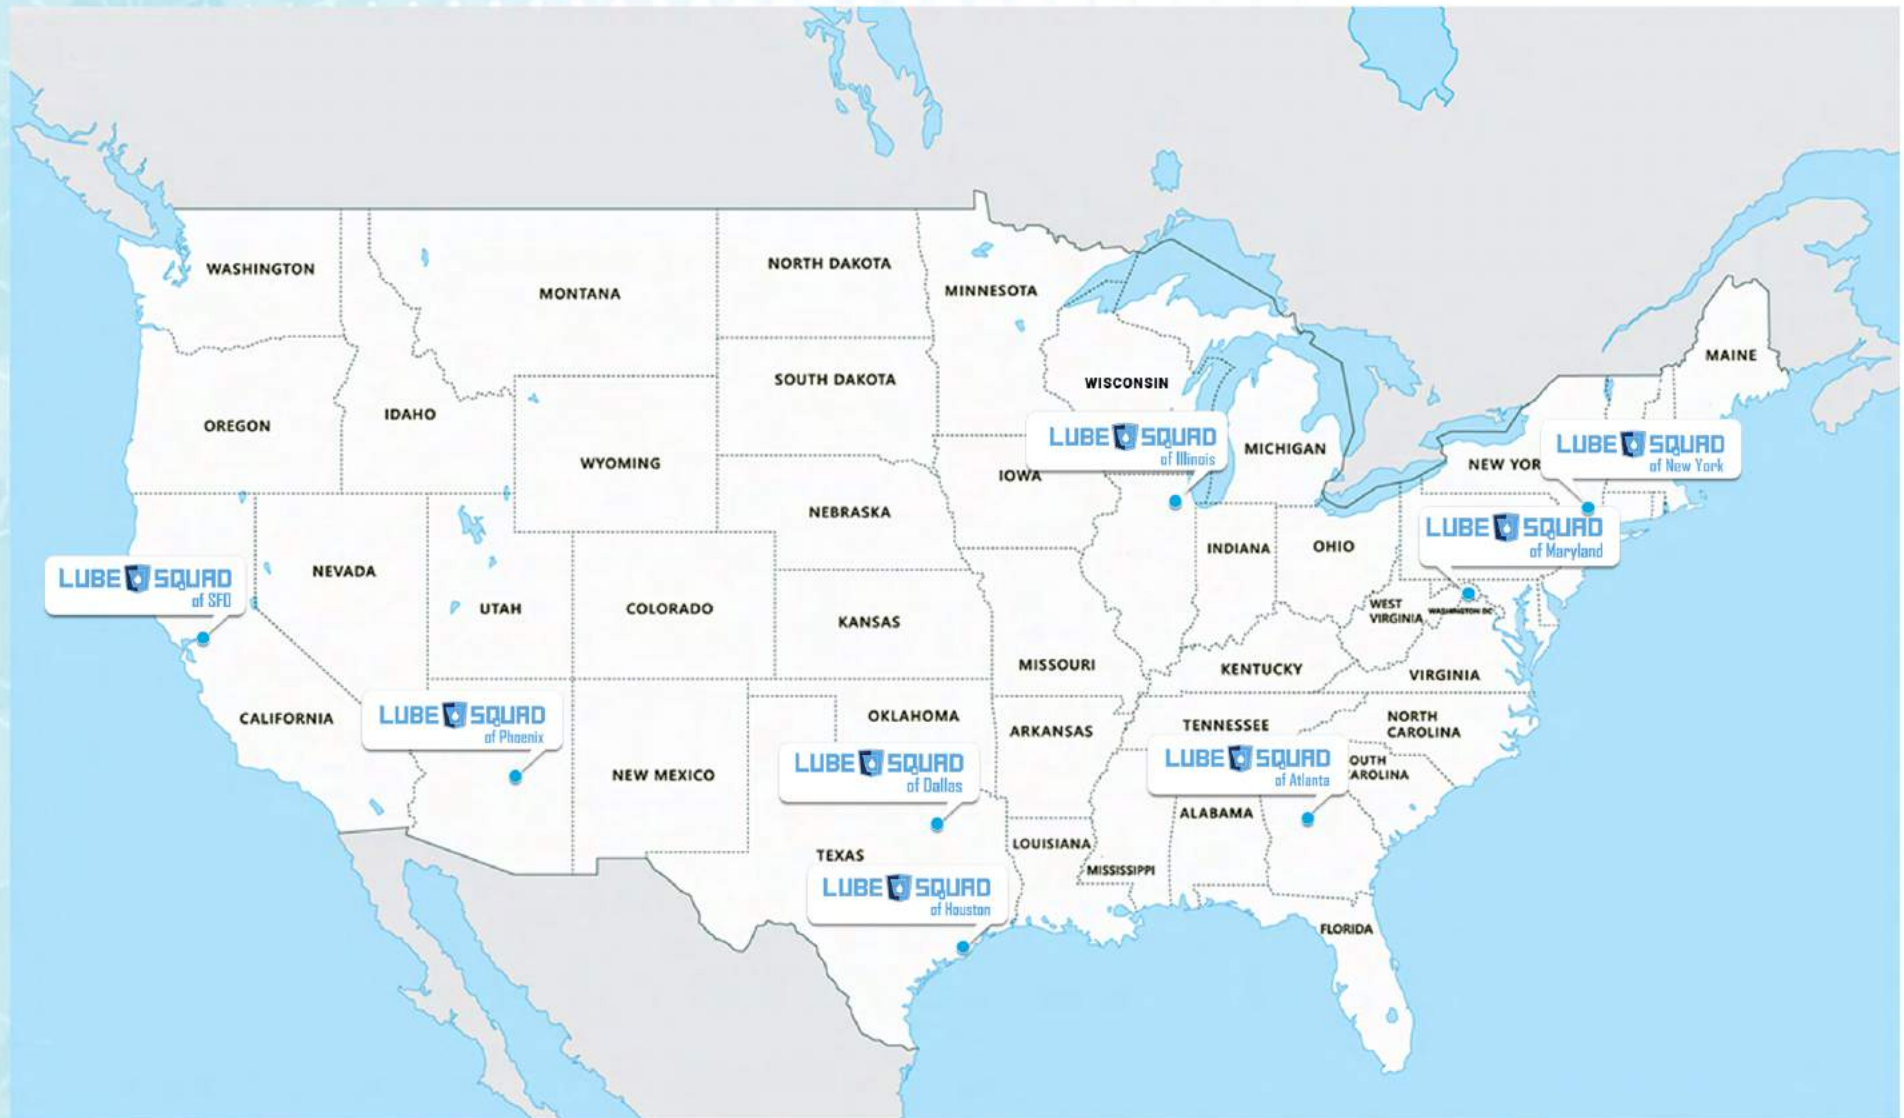 WASHINGTON
MONTANA
NORTH DAKOTA
MINNESOTA
MAINE
SOUTH DAKOTA
WISCONSIN
OREGON
IDAHO
WYOMING
LUBE SQUAD
of Illinois
MICHIGAN
LUBE SQUAD
of New York
NEW YOR
IOWA
NEBRASKA
LUBE SQUAD
of Maryland
INDIANA
OHIO
NEVADA
LUBE SQUAD
of SFO
UTAH
COLORADO
KANSAS
WEST
VIRGINIA
WASHINGTON DC
MISSOURI
KENTUCKY
VIRGINIA
CALIFORNIA
LUBE SQUAD
of Phoenix
OKLAHOMA
ARKANSAS
TENNESSEE
NORTH
CAROLINA
NEW MEXICO
LUBE SQUAD
of Dallas
LUBE SQUAD
of Atlanta
OUTH
AROLINA
ALABAMA
TEXAS
LOUISIANA
MISSISSIPPI
LUBE SQUAD
of Houston
FLORIDA